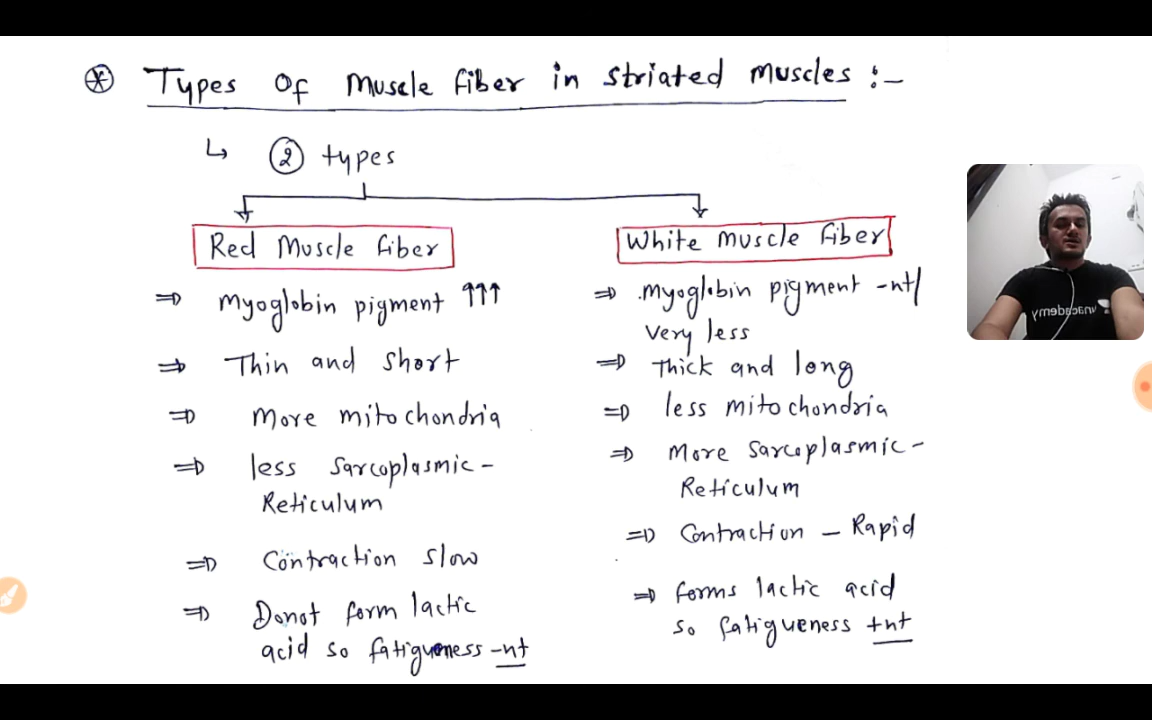 * Types Of Muscle fiber in Striated Muscles :-
↳ 2 types
Red Muscle fiber
⇒ Myoglobin pigment ↑↑↑
⇒ Thin and short
⇒ More mitochondria
⇒ less Sarcoplasmic-
Reticulum
⇒ Contraction slow
⇒ Donot form lactic
acid so fatigueness -nt
White muscle fiber
⇒ .Myoglobin pigment -nt/
very less
⇒ Thick and long
⇒ less mitochondria
⇒ More Sarcoplasmic-
Reticulum
⇒ Contraction - Rapid
⇒ forms lactic acid
so fatigueness +nt
unacademy